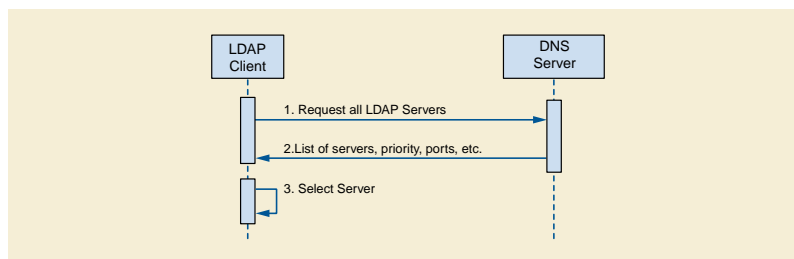 LDAP
Client
DNS
Server
1. Request all LDAP Servers
2.List of servers, priority, ports, etc.
3. Select Server